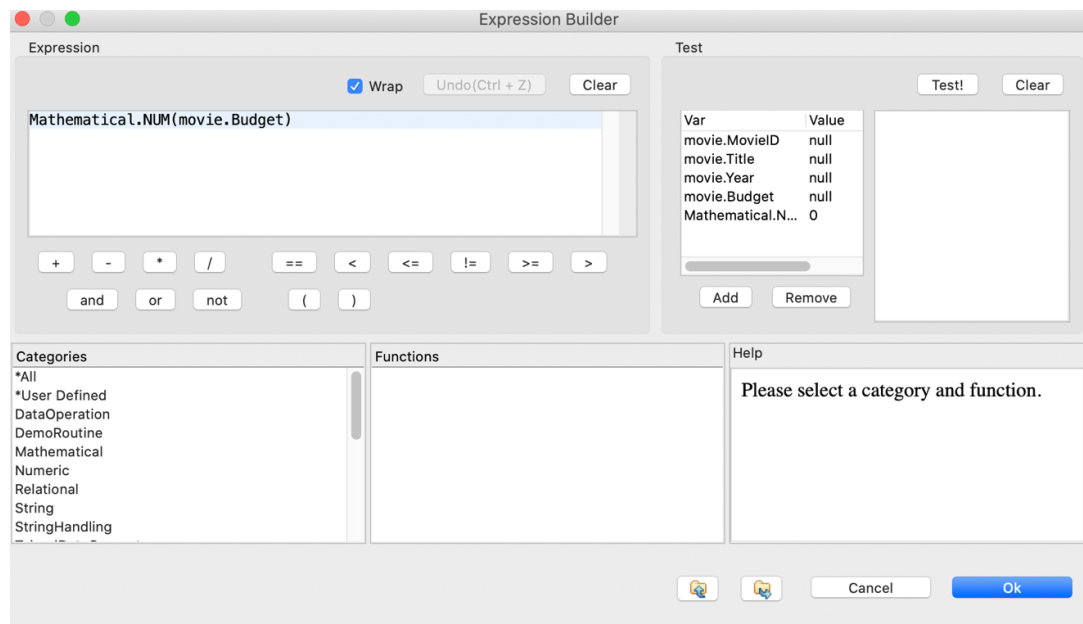 Expression Builder
Expression
Wrap
Undo(Ctrl + Z)
Clear
Mathematical.NUM(movie.Budget)
+ - * / == < <= != >= >
and or not ( )
Test
Test! Clear
Var Value
movie.MovieID null
movie.Title null
movie.Year null
movie.Budget null
Mathematical.N... 0
Add Remove
Categories
*All
*User Defined
DataOperation
DemoRoutine
Mathematical
Numeric
Relational
String
StringHandling
Functions
Help
Please select a category and function.
Cancel Ok